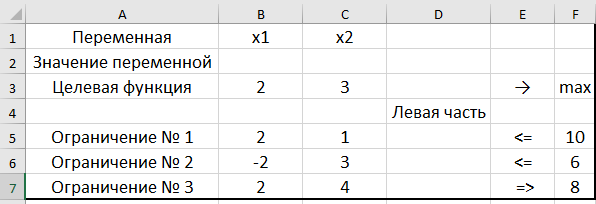 A B C D E F
1 Переменная x1 x2
2 Значение переменной
3 Целевая функция 2 3 → max
4 Левая часть
5 Ограничение № 1 2 1 <= 10
6 Ограничение № 2 -2 3 <= 6
7 Ограничение № 3 2 4 => 8